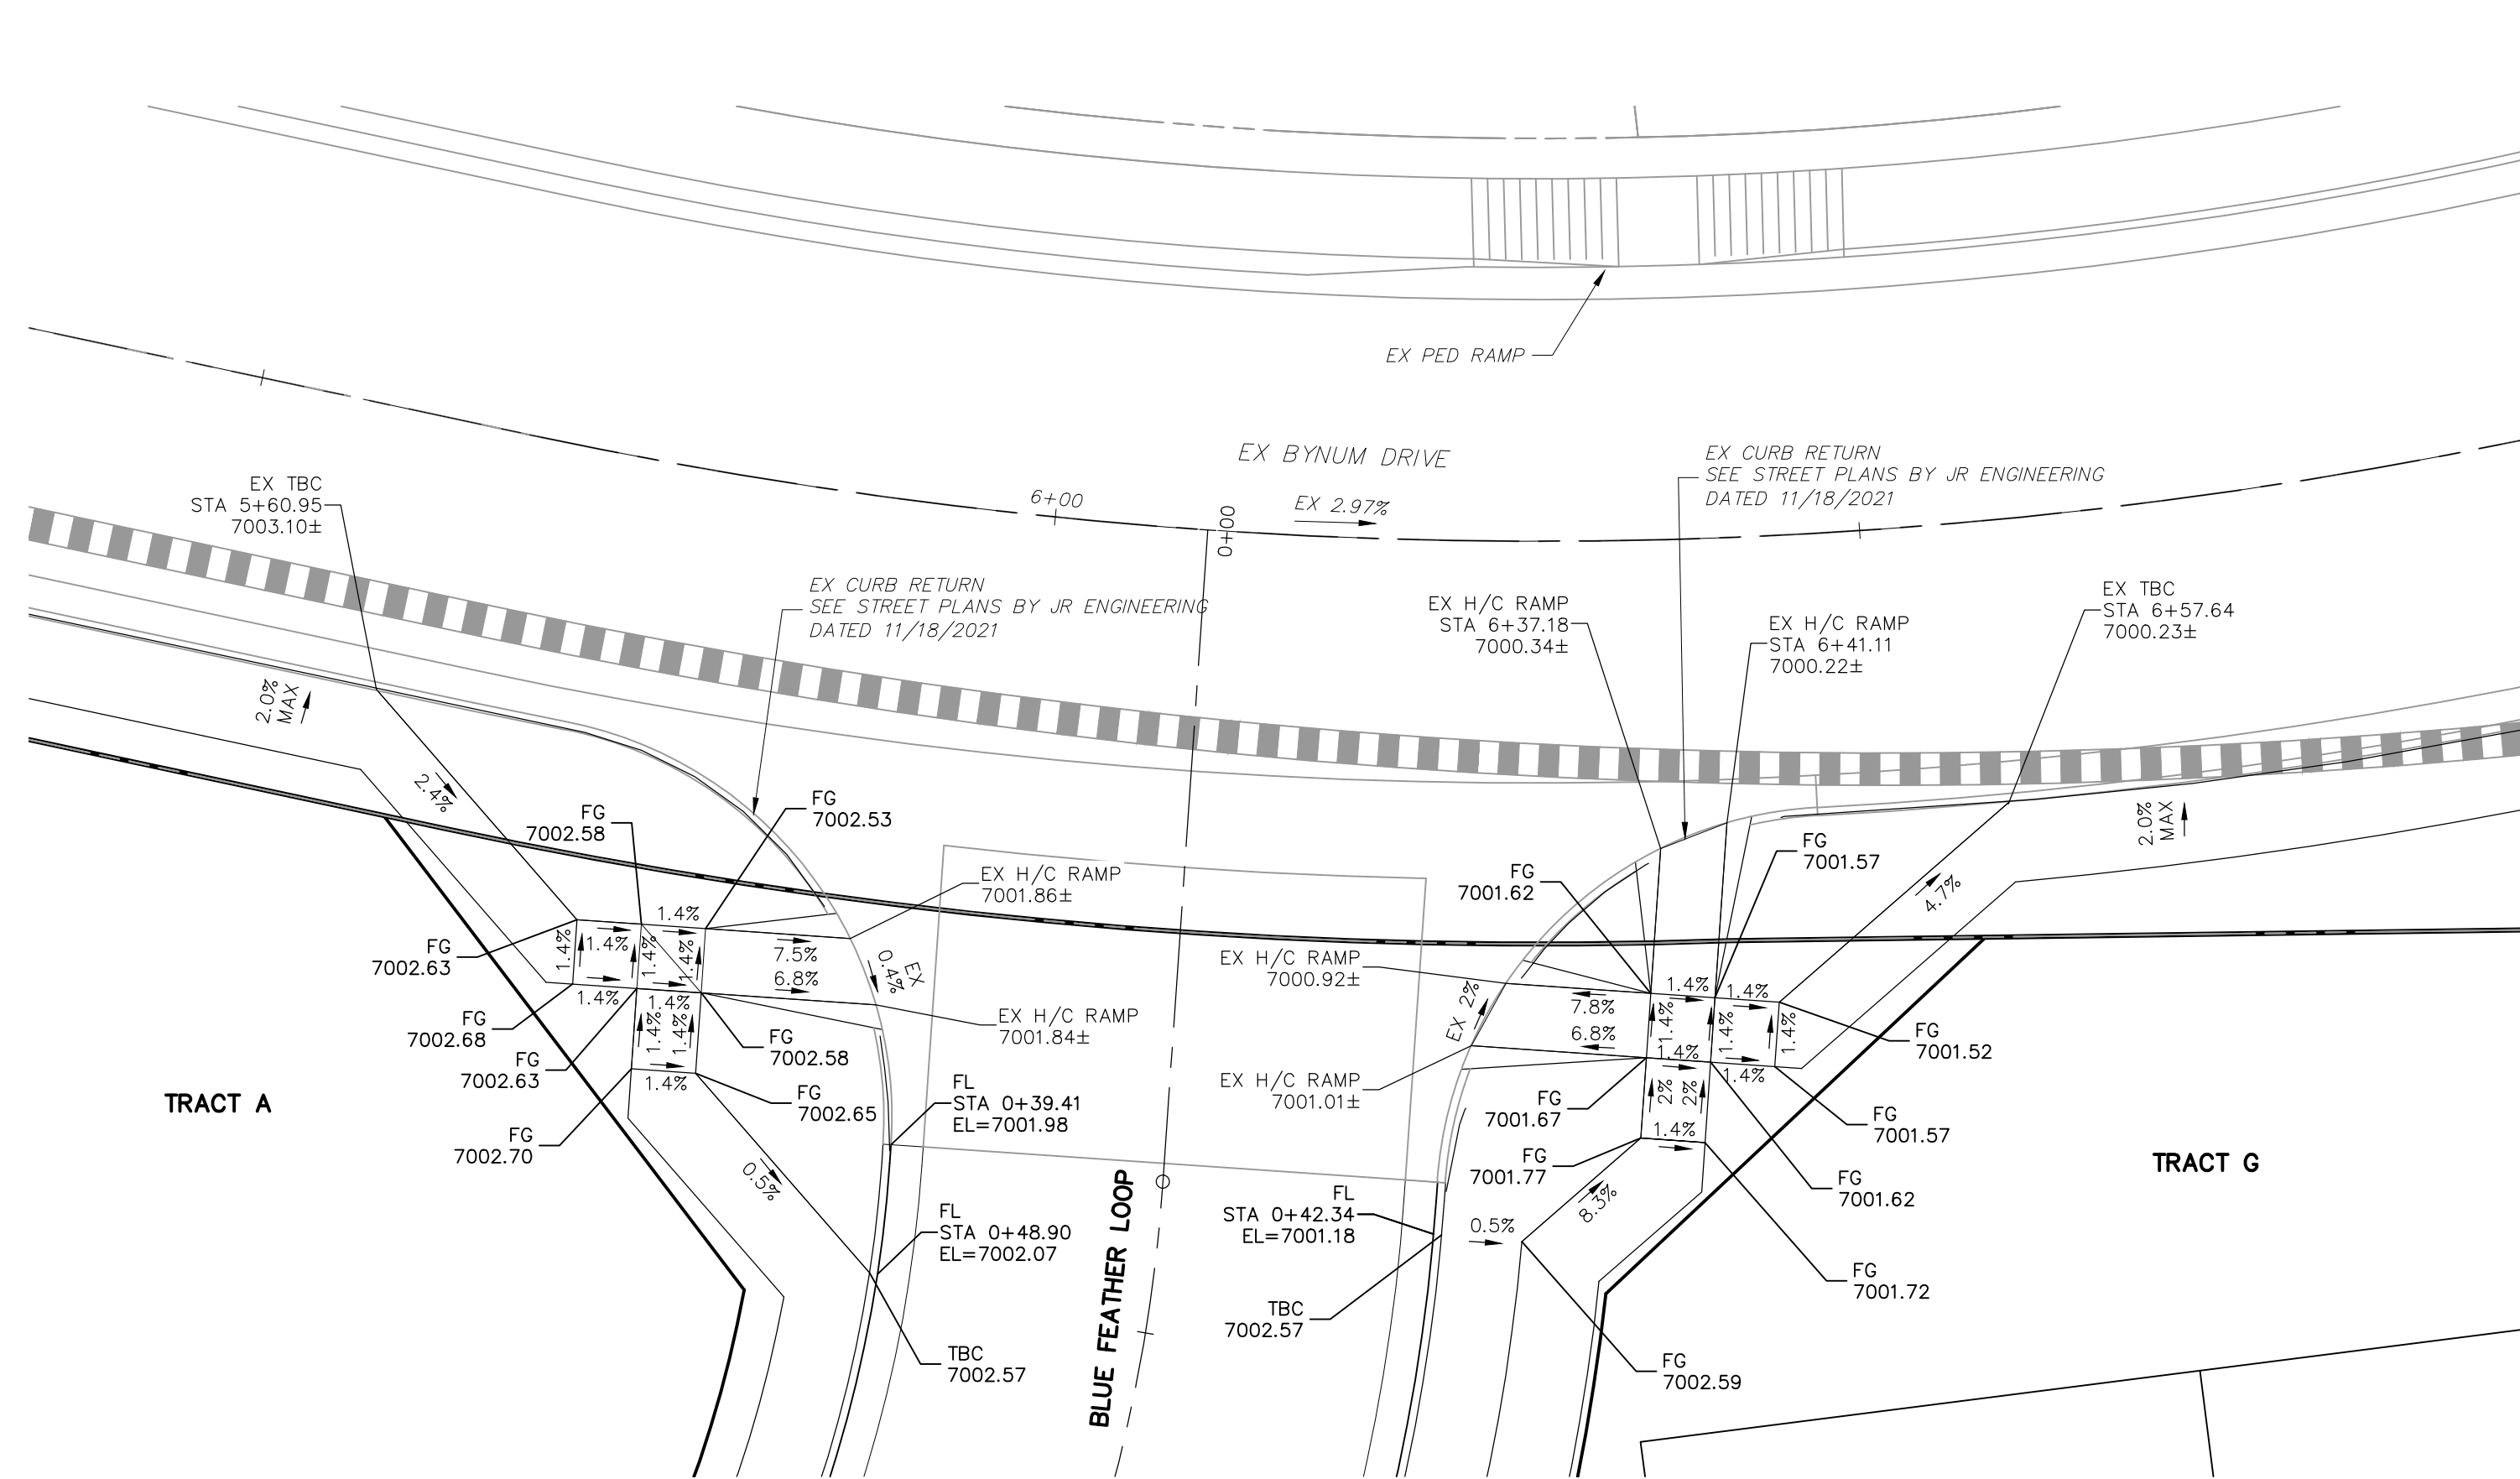 EX PED RAMP
EX BYNUM DRIVE
6+00
0+00
EX 2.97%
EX CURB RETURN
SEE STREET PLANS BY JR ENGINEERING
DATED 11/18/2021
EX TBC
STA 5+60.95
7003.10±
EX CURB RETURN
SEE STREET PLANS BY JR ENGINEERING
DATED 11/18/2021
EX H/C RAMP
STA 6+37.18
7000.34±
EX H/C RAMP
STA 6+41.11
7000.22±
EX TBC
STA 6+57.64
7000.23±
2.0%
MAX
2.4%
FG
7002.58
FG
7002.53
EX H/C RAMP
7001.86±
FG
7002.63
1.4%
1.4%
1.4%
1.4%
1.4%
7.5%
6.8%
EX
0.4%
1.4%
1.4%
FG
7002.68
FG
7002.63
1.4%
1.4%
1.4%
FG
7002.58
EX H/C RAMP
7001.84±
FG
7002.65
FG
7002.70
0.5%
TRACT A
FL
STA 0+39.41
EL=7001.98
FL
STA 0+48.90
EL=7002.07
TBC
7002.57
BLUE FEATHER LOOP
FG
7001.62
FG
7001.57
2.0%
MAX
4.7%
EX H/C RAMP
7000.92±
EX 2%
7.8%
6.8%
1.4%
1.4%
1.4%
1.4%
1.4%
1.4%
1.4%
FG
7001.52
EX H/C RAMP
7001.01±
FG
7001.67
2%
2%
1.4%
FG
7001.57
FG
7001.77
FG
7001.62
TRACT G
FL
STA 0+42.34
EL=7001.18
0.5%
8.3%
FG
7001.72
TBC
7002.57
FG
7002.59